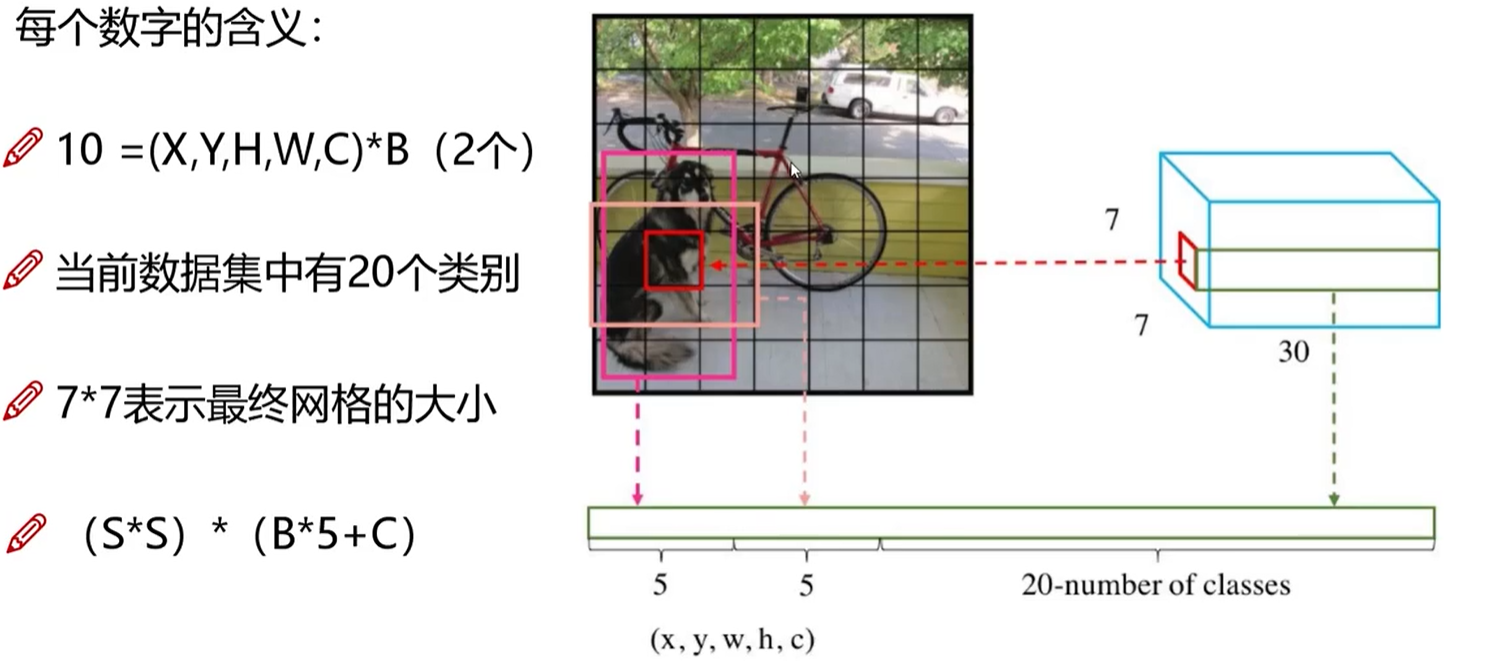 每个数字的含义：
10 =(X,Y,H,W,C)*B（2个）
当前数据集中有20个类别
7*7表示最终网格的大小
（S*S）*（B*5+C）
7
7
30
5
5
20-number of classes
(x, y, w, h, c)